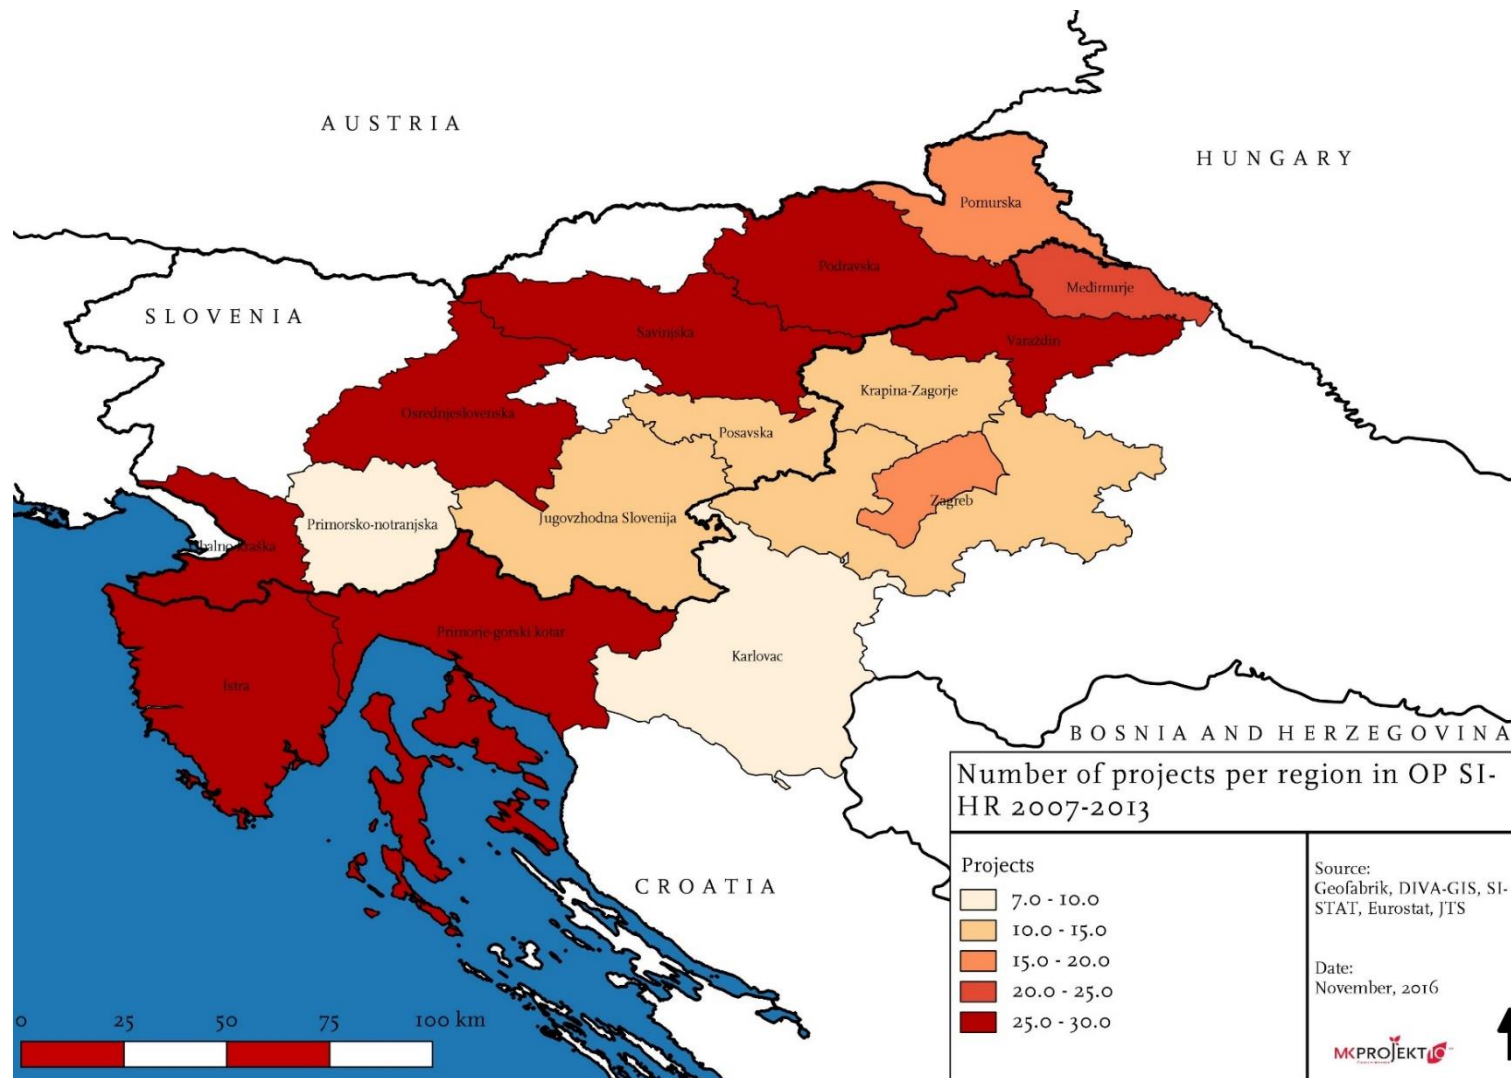 AUSTRIA
HUNGARY
Pomurska
Podravska
Međimurje
SLOVENIA
Savinjska
Varaždin
Krapina-Zagorje
Osrednjeslovenska
Posavska
Zagreb
Primorsko-notranjska
Jugovzhodna Slovenija
Primorje-gorski kotar
Karlovac
Istra
BOSNIA AND HERZEGOVINA
CROATIA
Number of projects per region in OP SI-
HR 2007-2013
Projects
7.0 - 10.0
10.0 - 15.0
15.0 - 20.0
20.0 - 25.0
25.0 - 30.0
Source:
Geofabrik, DIVA-GIS, SI-
STAT, Eurostat, JTS
Date:
November, 2016
MKPROJEKT
0 25 50 75 100 km